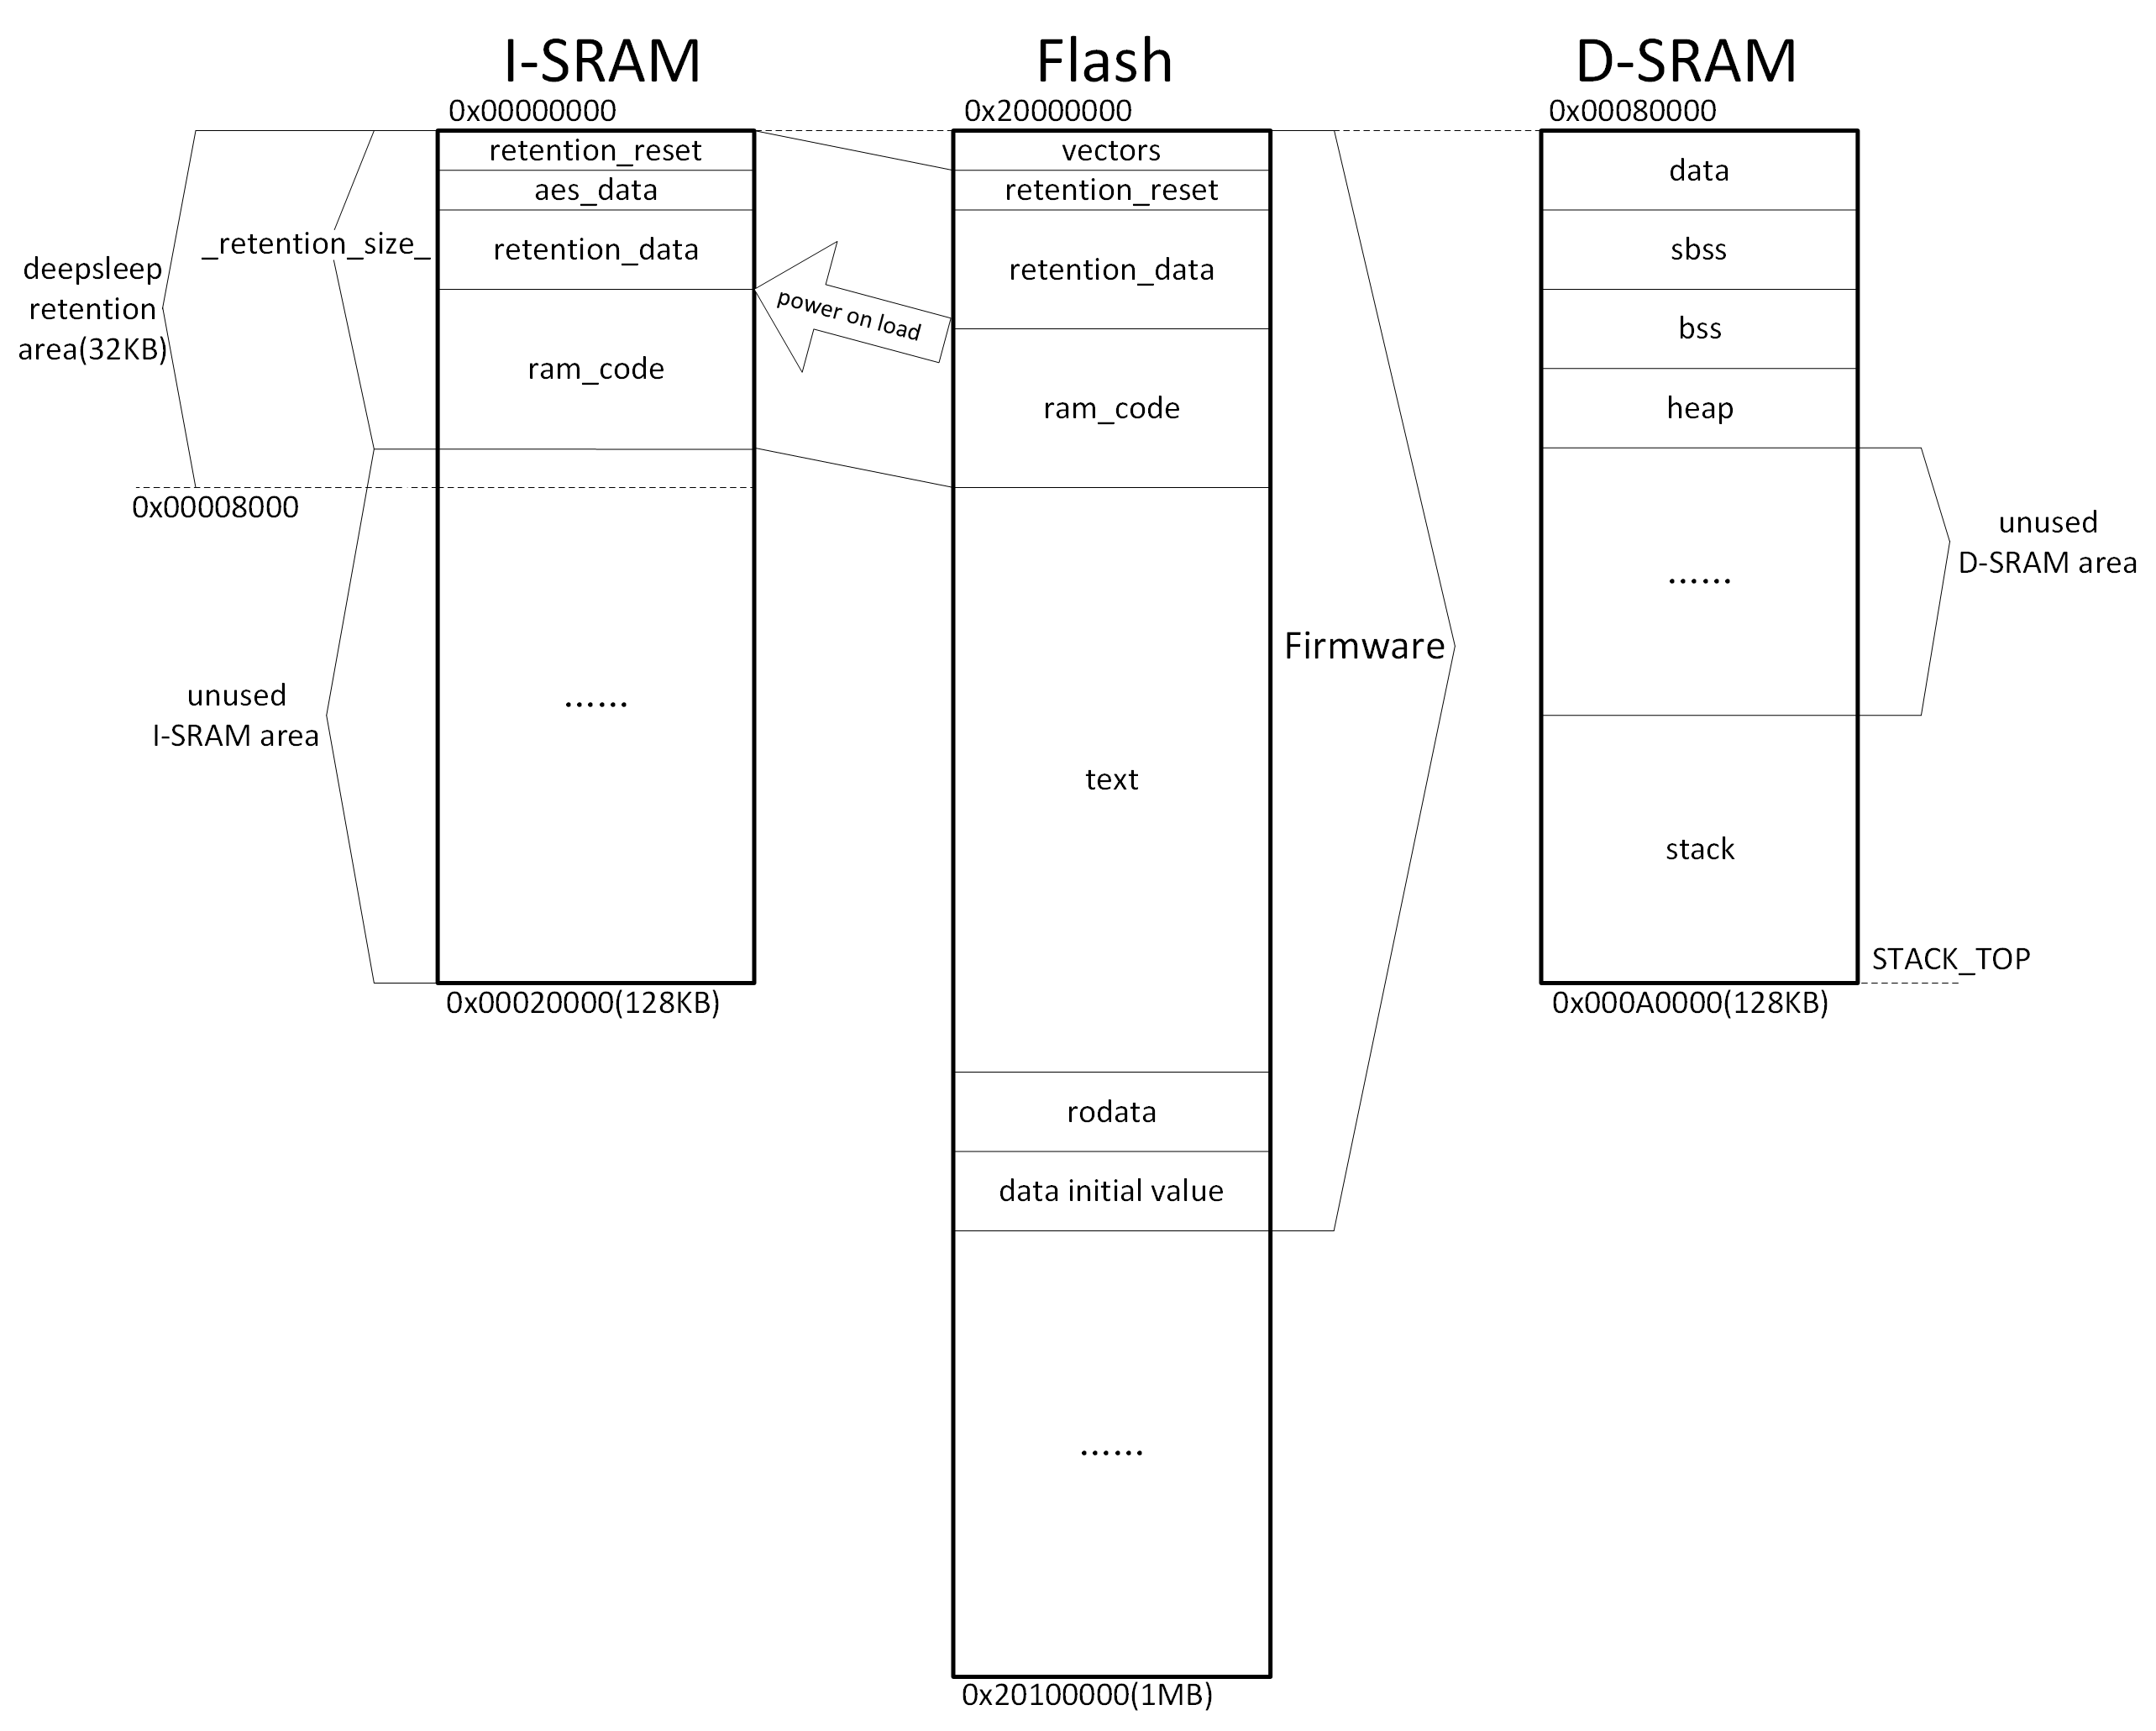 I-SRAM
Flash
D-SRAM
0x00000000
0x20000000
0x00080000
retention_reset
aes_data
retention_data
ram_code
......
0x00020000(128KB)
_retention_size_
deepsleep
retention
area(32KB)
0x00008000
unused
I-SRAM area
power on load
vectors
retention_reset
retention_data
ram_code
text
rodata
data initial value
......
0x20100000(1MB)
Firmware
data
sbss
bss
heap
......
stack
unused
D-SRAM area
STACK_TOP
0x000A0000(128KB)